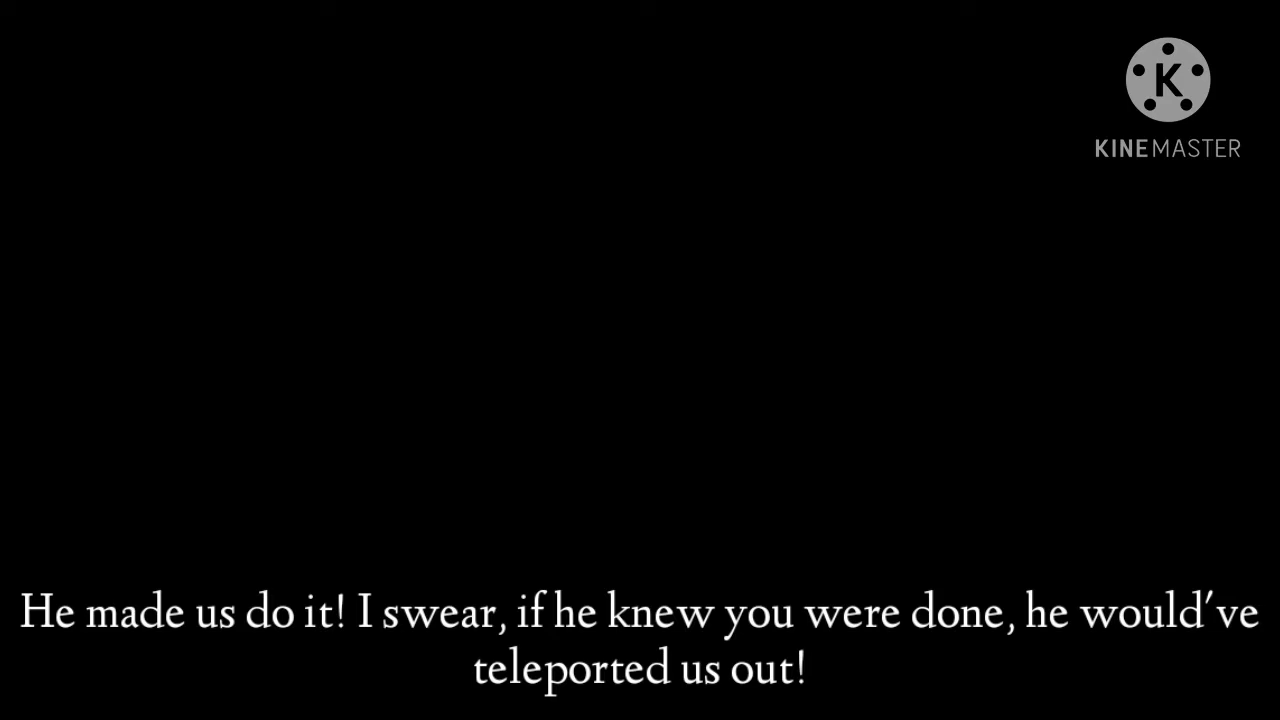 K
KINEMASTER
He made us do it! I swear, if he knew you were done, he would've
teleported us out!